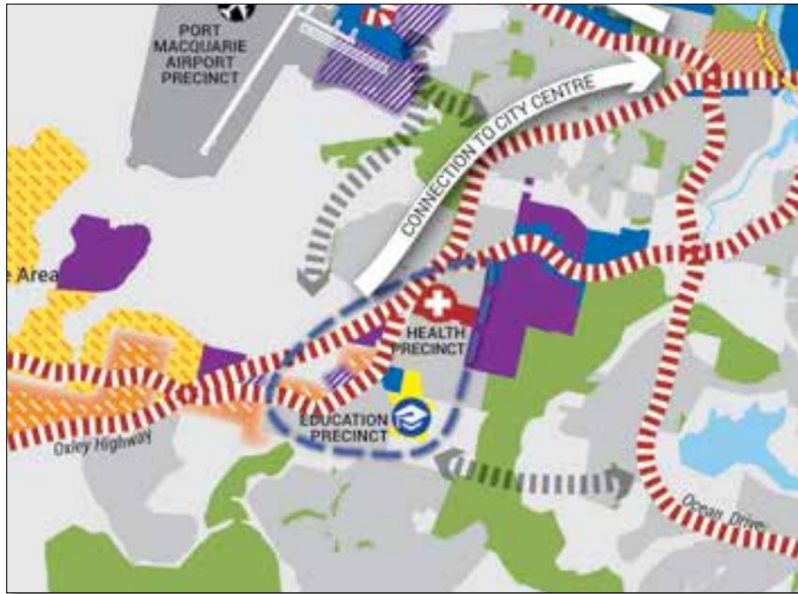 PORT
MACQUARIE
AIRPORT
PRECINCT
CONNECTION TO CITY CENTRE
Area
HEALTH
PRECINCT
EDUCATION
PRECINCT
Oxley Highway
Ocean Drive